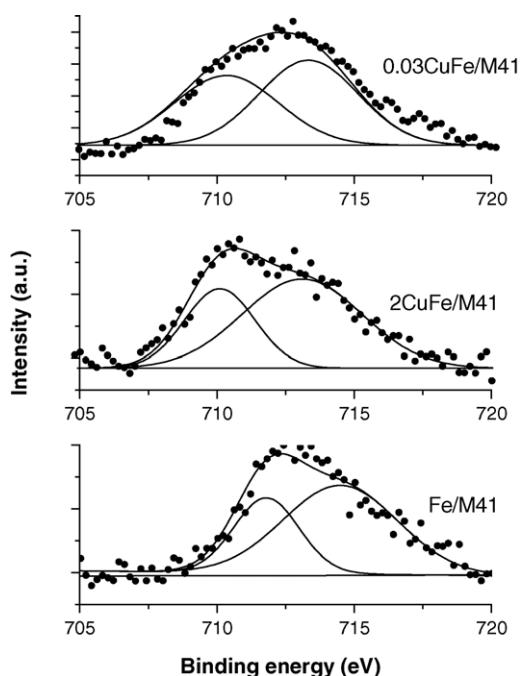 0.03CuFe/M41
705 710 715 720
2CuFe/M41
705 710 715 720
Fe/M41
705 710 715 720
Intensity (a.u.)
Binding energy (eV)